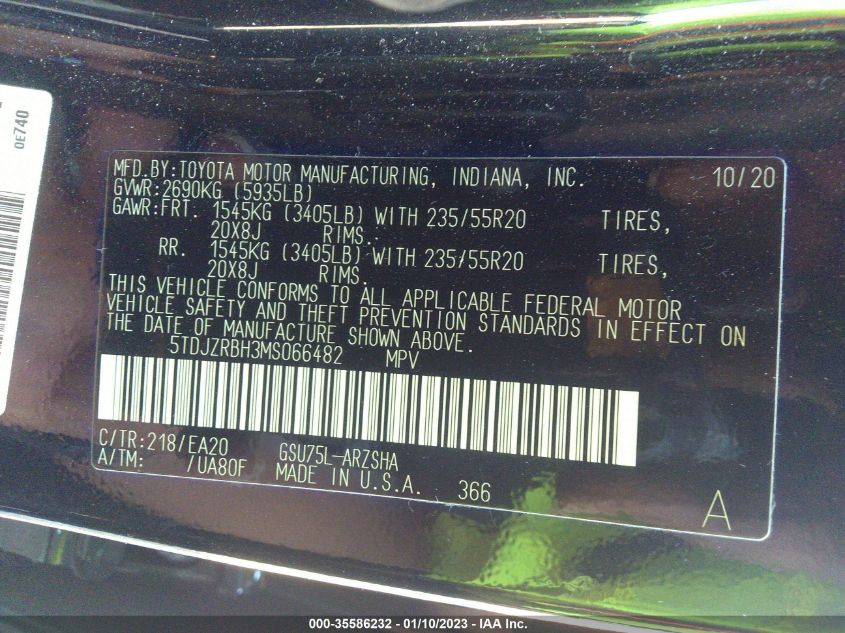 0E740
MFD.BY:TOYOTA MOTOR MANUFACTURING, INDIANA, INC. 10/20
GVWR:2690KG (5935LB)
GAWR:FRT. 1545KG (3405LB) WITH 235/55R20 TIRES,
20X8J RIMS.,
RR. 1545KG (3405LB) WITH 235/55R20 TIRES,
20X8J RIMS.
THIS VEHICLE CONFORMS TO ALL APPLICABLE FEDERAL MOTOR
VEHICLE SAFETY AND THEFT PREVENTION STANDARDS IN EFFECT ON
THE DATE OF MANUFACTURE SHOWN ABOVE.
5TDJZRBH3MS066482 MPV
C/TR:218/EA20 GSU75L-ARZSHA
A/TM: /UA80F MADE IN U.S.A. 366
A
000-35586232 - 01/10/2023 - IAA Inc.